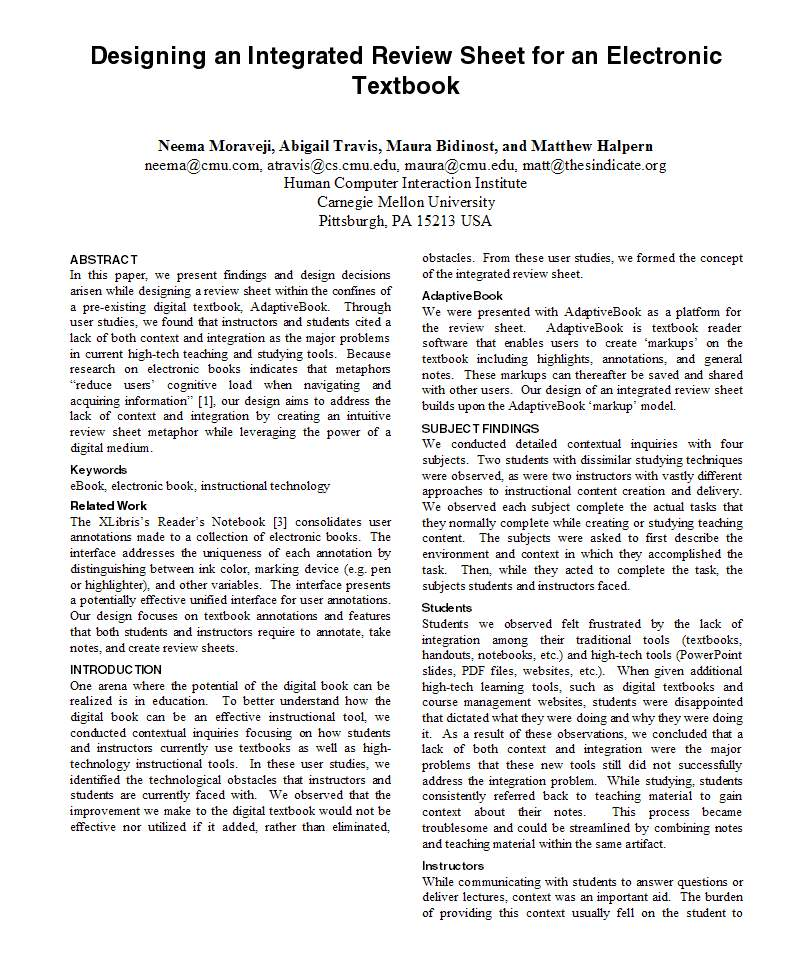 Designing an Integrated Review Sheet for an Electronic
Textbook
Neema Moraveji, Abigail Travis, Maura Bidinost, and Matthew Halpern
neema@cmu.com, atravis@cs.cmu.edu, maura@cmu.edu, matt@thesindicate.org
Human Computer Interaction Institute
Carnegie Mellon University
Pittsburgh, PA 15213 USA
ABSTRACT
In this paper, we present findings and design decisions
arisen while designing a review sheet within the confines of
a pre-existing digital textbook, AdaptiveBook. Through
user studies, we found that instructors and students cited a
lack of both context and integration as the major problems
in current high-tech teaching and studying tools. Because
research on electronic books indicates that metaphors
“reduce users’ cognitive load when navigating and
acquiring information” [1], our design aims to address the
lack of context and integration by creating an intuitive
review sheet metaphor while leveraging the power of a
digital medium.
Keywords
eBook, electronic book, instructional technology
Related Work
The XLibris’s Reader’s Notebook [3] consolidates user
annotations made to a collection of electronic books. The
interface addresses the uniqueness of each annotation by
distinguishing between ink color, marking device (e.g. pen
or highlighter), and other variables. The interface presents
a potentially effective unified interface for user annotations.
Our design focuses on textbook annotations and features
that both students and instructors require to annotate, take
notes, and create review sheets.
INTRODUCTION
One arena where the potential of the digital book can be
realized is in education. To better understand how the
digital book can be an effective instructional tool, we
conducted contextual inquiries focusing on how students
and instructors currently use textbooks as well as high-
technology instructional tools. In these user studies, we
identified the technological obstacles that instructors and
students are currently faced with. We observed that the
improvement we make to the digital textbook would not be
effective nor utilized if it added, rather than eliminated,
obstacles. From these user studies, we formed the concept
of the integrated review sheet.
AdaptiveBook
We were presented with AdaptiveBook as a platform for
the review sheet. AdaptiveBook is textbook reader
software that enables users to create ‘markups’ on the
textbook including highlights, annotations, and general
notes. These markups can thereafter be saved and shared
with other users. Our design of an integrated review sheet
builds upon the AdaptiveBook ‘markup’ model.
SUBJECT FINDINGS
We conducted detailed contextual inquiries with four
subjects. Two students with dissimilar studying techniques
were observed, as were two instructors with vastly different
approaches to instructional content creation and delivery.
We observed each subject complete the actual tasks that
they normally complete while creating or studying teaching
content. The subjects were asked to first describe the
environment and context in which they accomplished the
task. Then, while they acted to complete the task, the
subjects students and instructors faced.
Students
Students we observed felt frustrated by the lack of
integration among their traditional tools (textbooks,
handouts, notebooks, etc.) and high-tech tools (PowerPoint
slides, PDF files, websites, etc.). When given additional
high-tech learning tools, such as digital textbooks and
course management websites, students were disappointed
that dictated what they were doing and why they were doing
it. As a result of these observations, we concluded that a
lack of both context and integration were the major
problems that these new tools still did not successfully
address the integration problem. While studying, students
consistently referred back to teaching material to gain
context about their notes. This process became
troublesome and could be streamlined by combining notes
and teaching material within the same artifact.
Instructors
While communicating with students to answer questions or
deliver lectures, context was an important aid. The burden
of providing this context usually fell on the student to